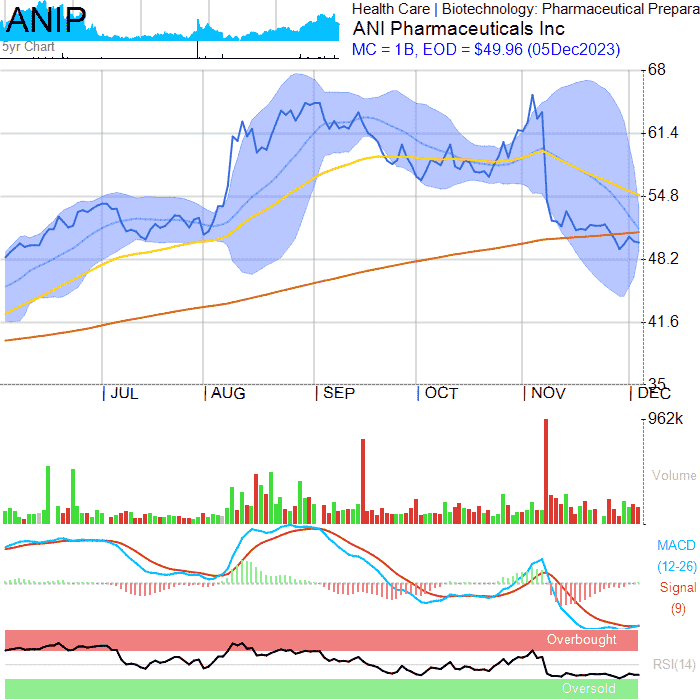 ANIP
5yr Chart
Health Care | Biotechnology: Pharmaceutical Prepara
ANI Pharmaceuticals Inc
MC = 1B, EOD = $49.96 (05Dec2023)
68
61.4
54.8
48.2
41.6
35
| JUL | AUG | SEP | OCT | NOV | DEC
962k
Volume
MACD
(12-26)
Signal
(9)
Overbought
RSI(14)
Oversold